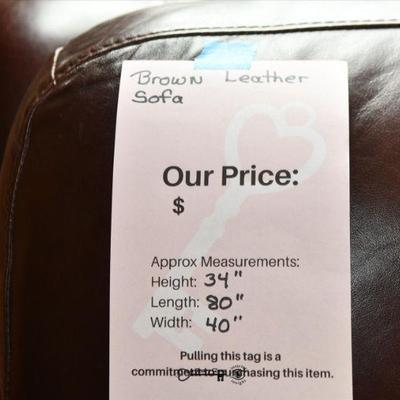 Brown Leather
Sofa
Our Price:
$
Approx Measurements:
Height: 34"
Length: 80"
Width: 40"
Pulling this tag is a
commitment to purchasing this item.